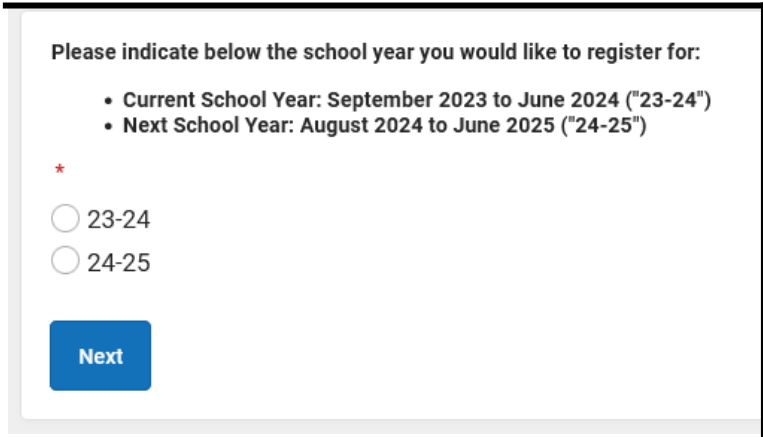 Please indicate below the school year you would like to register for:
• Current School Year: September 2023 to June 2024 ("23-24")
• Next School Year: August 2024 to June 2025 ("24-25")
*
23-24
24-25
Next